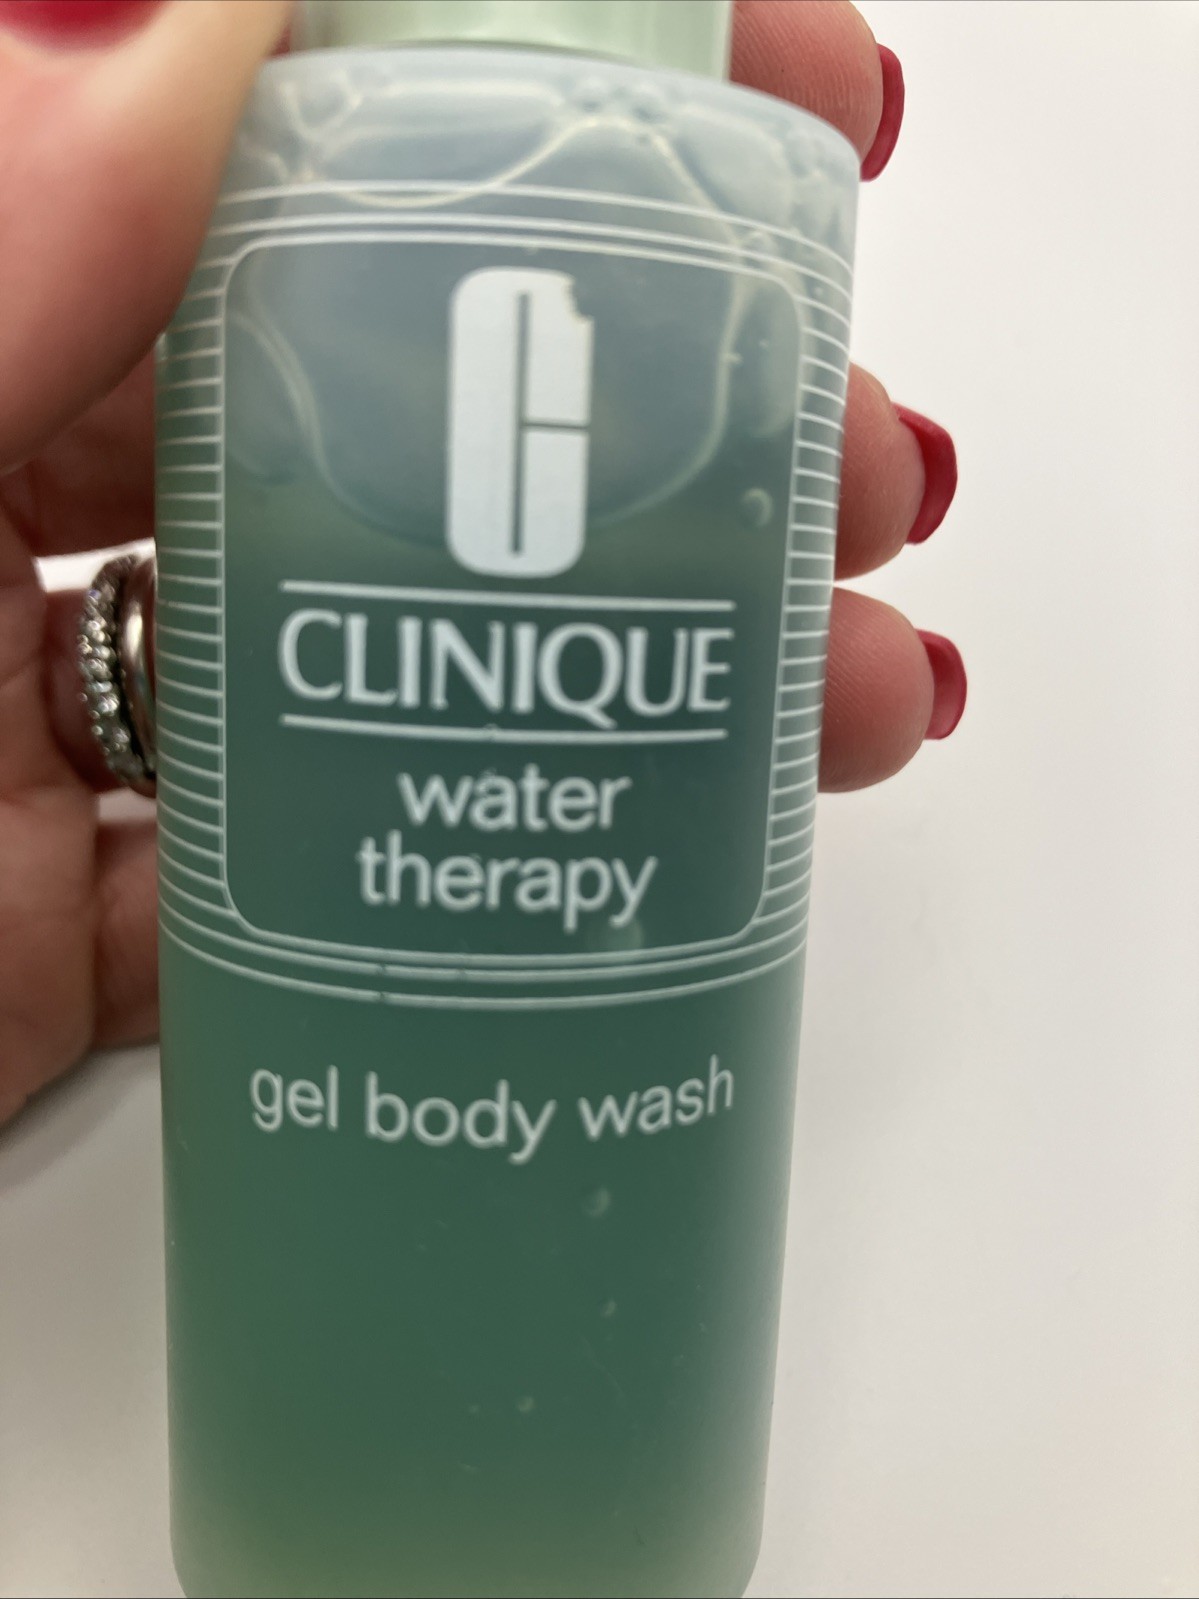 C
CLINIQUE
water
therapy
gel body wash